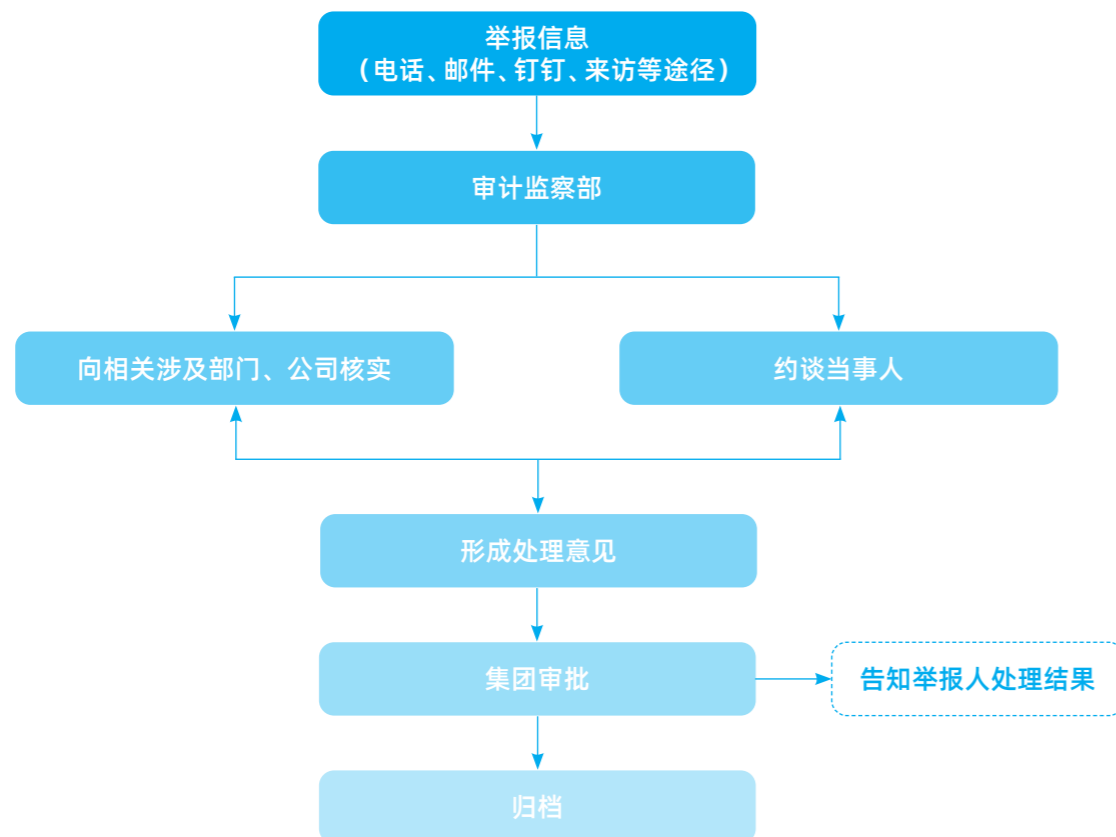 举报信息
（电话、邮件、钉钉、来访等途径）
审计监察部
向相关涉及部门、公司核实
约谈当事人
形成处理意见
集团审批
告知举报人处理结果
归档